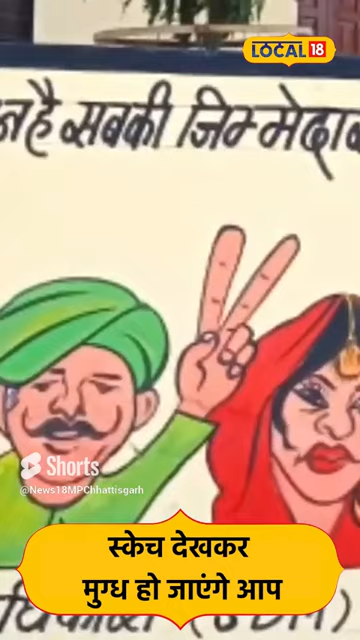 LOCAL 18
है सबकी जिम्मेदा
Shorts
@News18MPChhattisgarh
स्केच देखकर
मुग्ध हो जाएंगे आप